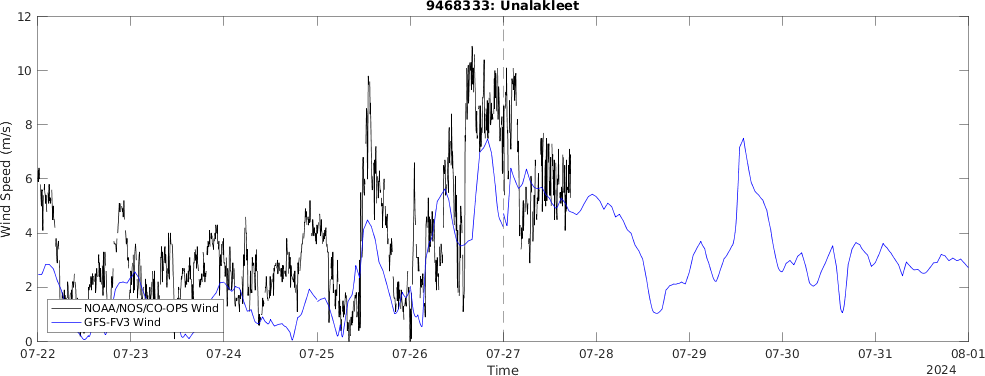 9468333: Unalakleet
12
10
8
6
4
2
0
Wind Speed (m/s)
NOAA/NOS/CO-OPS Wind
GFS-FV3 Wind
07-22 07-23 07-24 07-25 07-26 07-27 07-28 07-29 07-30 07-31 08-01
Time
2024